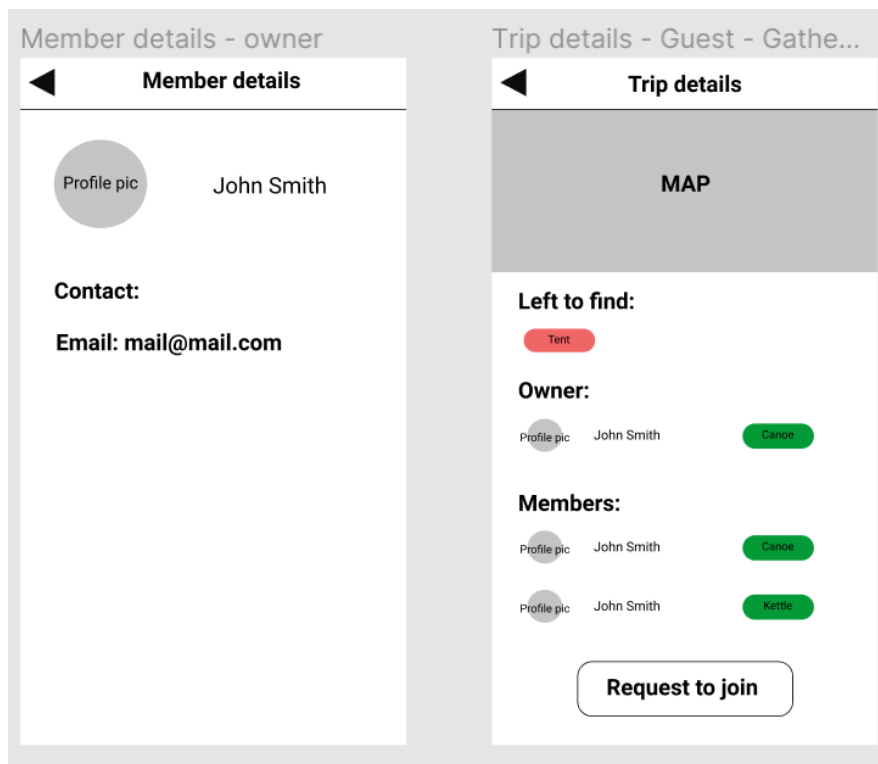 Member details - owner
Member details
Profile pic
John Smith
Contact:
Email: mail@mail.com
Trip details - Guest - Gathe...
Trip details
MAP
Left to find:
Tent
Owner:
Profile pic John Smith Canoe
Members:
Profile pic John Smith Canoe
Profile pic John Smith Kettle
Request to join